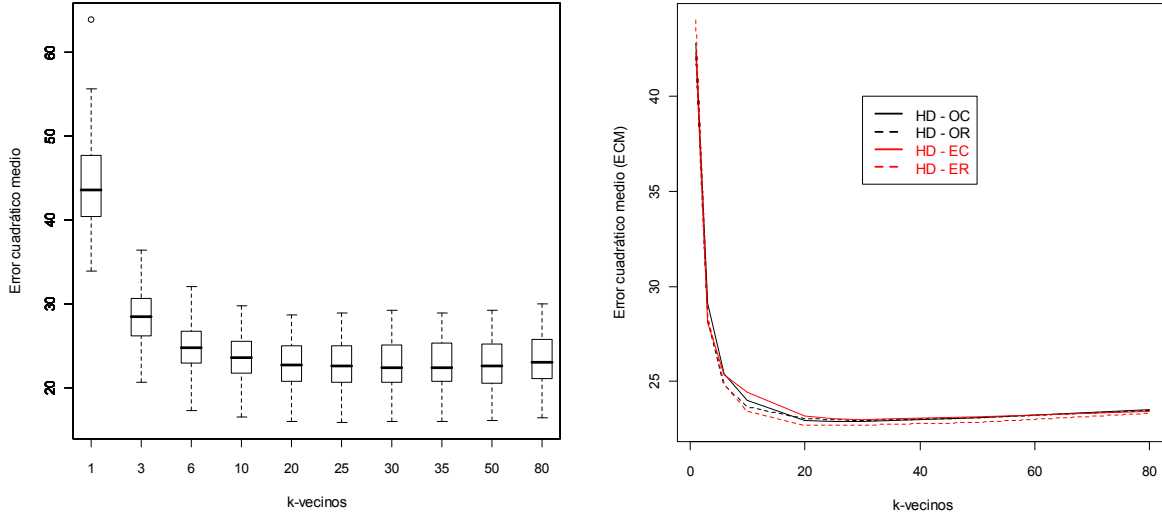 Error cuadrático medio
60
50
40
30
20
1 3 6 10 20 25 30 35 50 80
k-vecinos
Error cuadrático medio (ECM)
40
35
30
25
HD - OC
HD - OR
HD - EC
HD - ER
0 20 40 60 80
k-vecinos